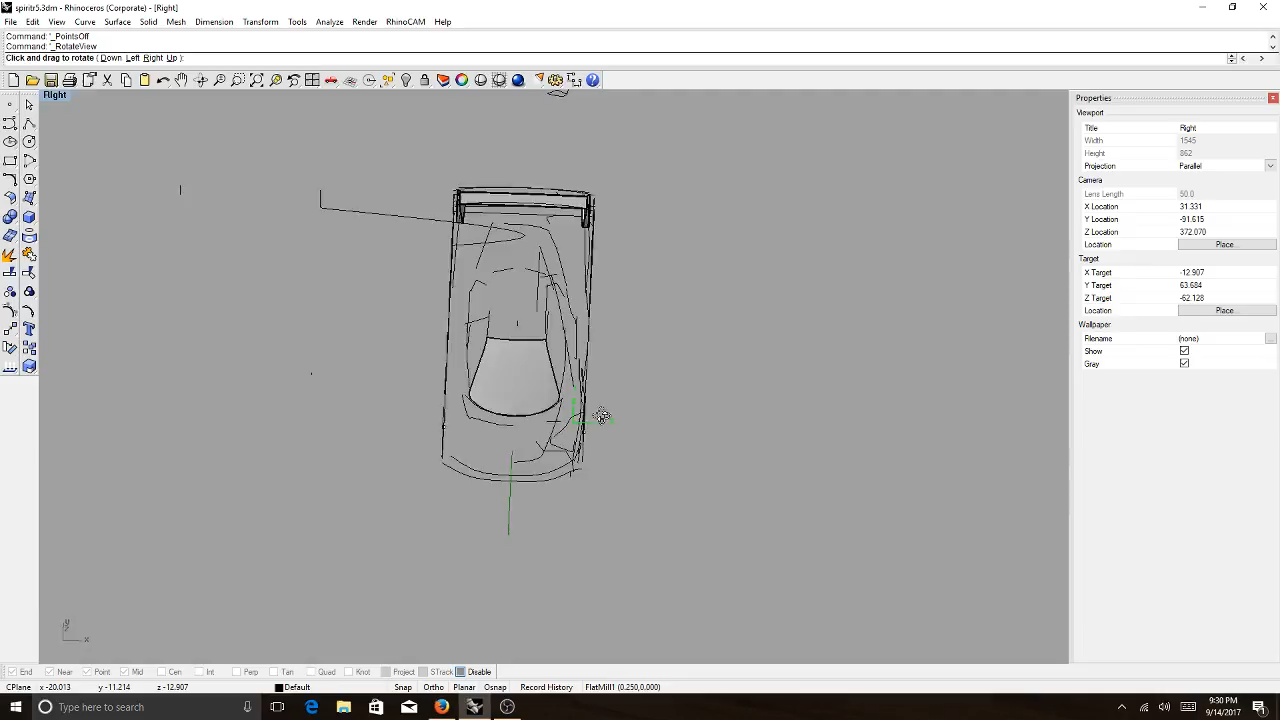 spiritr5.3dm - Rhinoceros (Corporate) - [Right]
File Edit View Curve Surface Solid Mesh Dimension Transform Tools Analyze Render RhinoCAM Help
Command: '_PointsOff
Command: '_RotateView
Click and drag to rotate ( Down Left Right Up ):
Right
Properties
Viewport
Title Right
Width 1545
Height 862
Projection Parallel
Camera
Lens Length 50.0
X Location 31.331
Y Location -91.615
Z Location 372.070
Location Place...
Target
X Target -12.907
Y Target 63.684
Z Target -62.128
Location Place...
Wallpaper
Filename (none)
Show
Gray
x
End Near Point Mid Cen Int Perp Tan Quad Knot Project STrack Disable
CPlane x -20.013 y -11.214 z -12.907 Default Snap Ortho Planar Osnap Record History FlatMill1 (0.250,0.000)
Type here to search
9:30 PM
9/14/2017